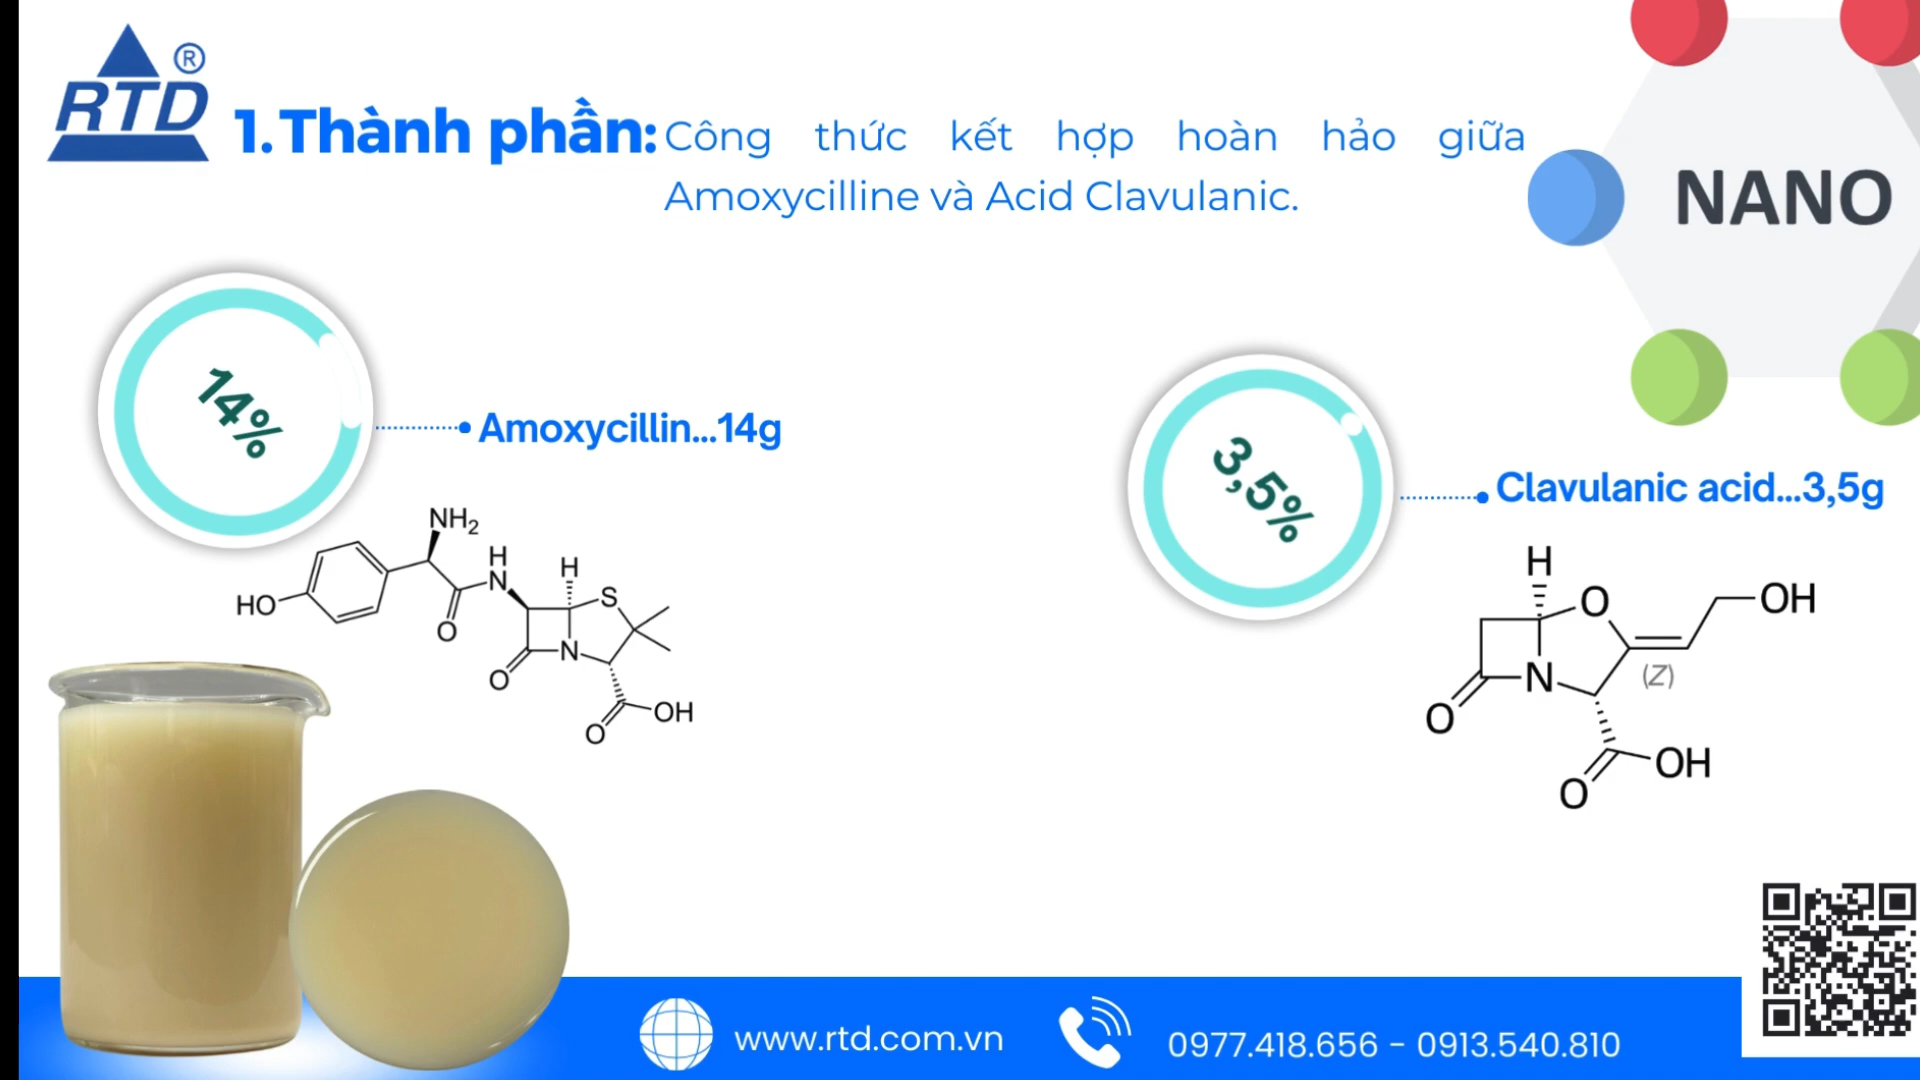 RTD®
1. Thành phần: Công thức kết hợp hoàn hảo giữa
Amoxycilline và Acid Clavulanic.
NANO
14%
Amoxycillin...14g
3,5%
Clavulanic acid...3,5g
NH2
H
N
H
S
HO
O
N
O
OH
O
H
O
OH
N
(Z)
O
OH
O
www.rtd.com.vn
0977.418.656 - 0913.540.810